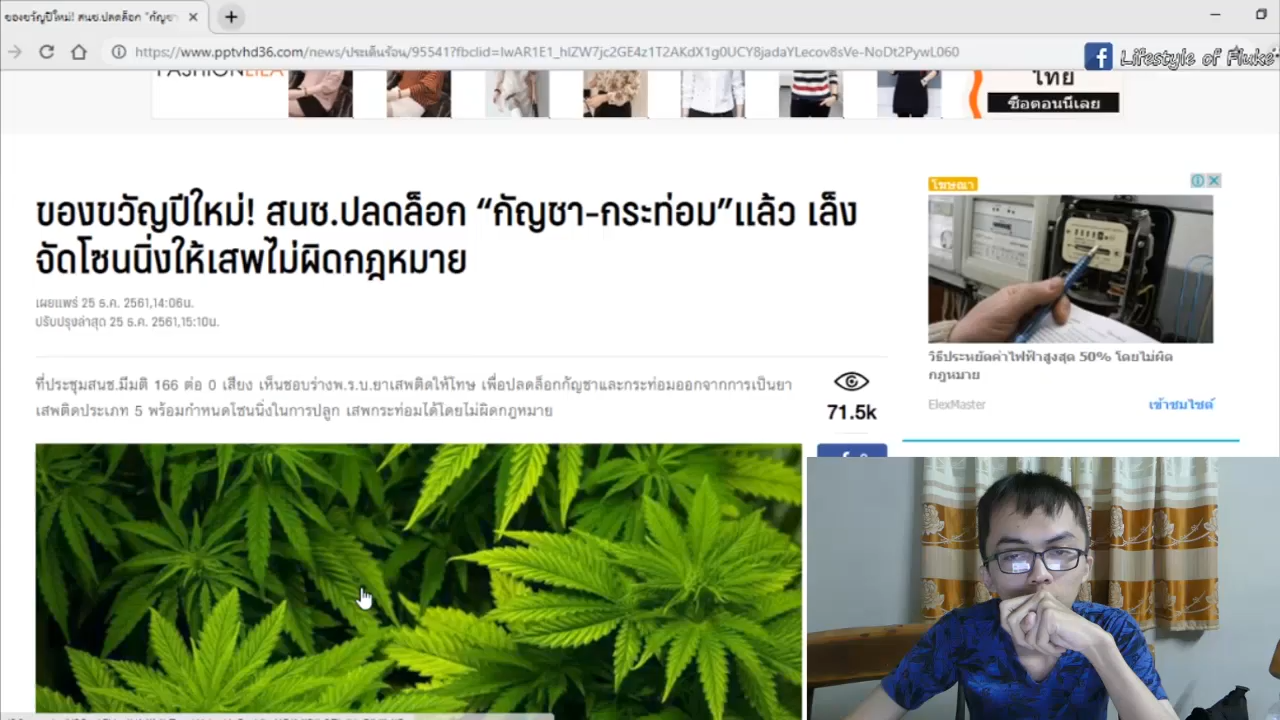 ของขวัญปีใหม่! สนช.ปลดล็อก "กัญชา
https://www.pptvhd36.com/news/ประเด็นร้อน/95541?fbclid=IwAR1E1_hlZW7jc2GE4z1T2AKdX1g0UCY8jadaYLecov8sVe-NoDt2PywL060
Lifestyle of Fluke
FASHIONLILA
ไทย
ช้อตอนนี้เลย
ของขวัญปีใหม่! สนช.ปลดล็อก “กัญชา-กระท่อม”แล้ว เล็ง
จัดโซนนิ่งให้เสพไม่ผิดกฎหมาย
เผยแพร่ 25 ธ.ค. 2561,14:06น.
ปรับปรุงล่าสุด 25 ธ.ค. 2561,15:10น.
ที่ประชุมสนช.มีมติ 166 ต่อ 0 เสียง เห็นชอบร่างพ.ร.บ.ยาเสพติดให้โทษ เพื่อปลดล็อกกัญชาและกระท่อมออกจากการเป็นยา
เสพติดประเภท 5 พร้อมกำหนดโซนนิ่งในการปลูก เสพกระท่อมได้โดยไม่ผิดกฎหมาย
71.5k
โฆษณา
วิธีประหยัดค่าไฟฟ้าสูงสุด 50% โดยไม่ผิด
กฎหมาย
ElexMaster
เข้าชมไซต์